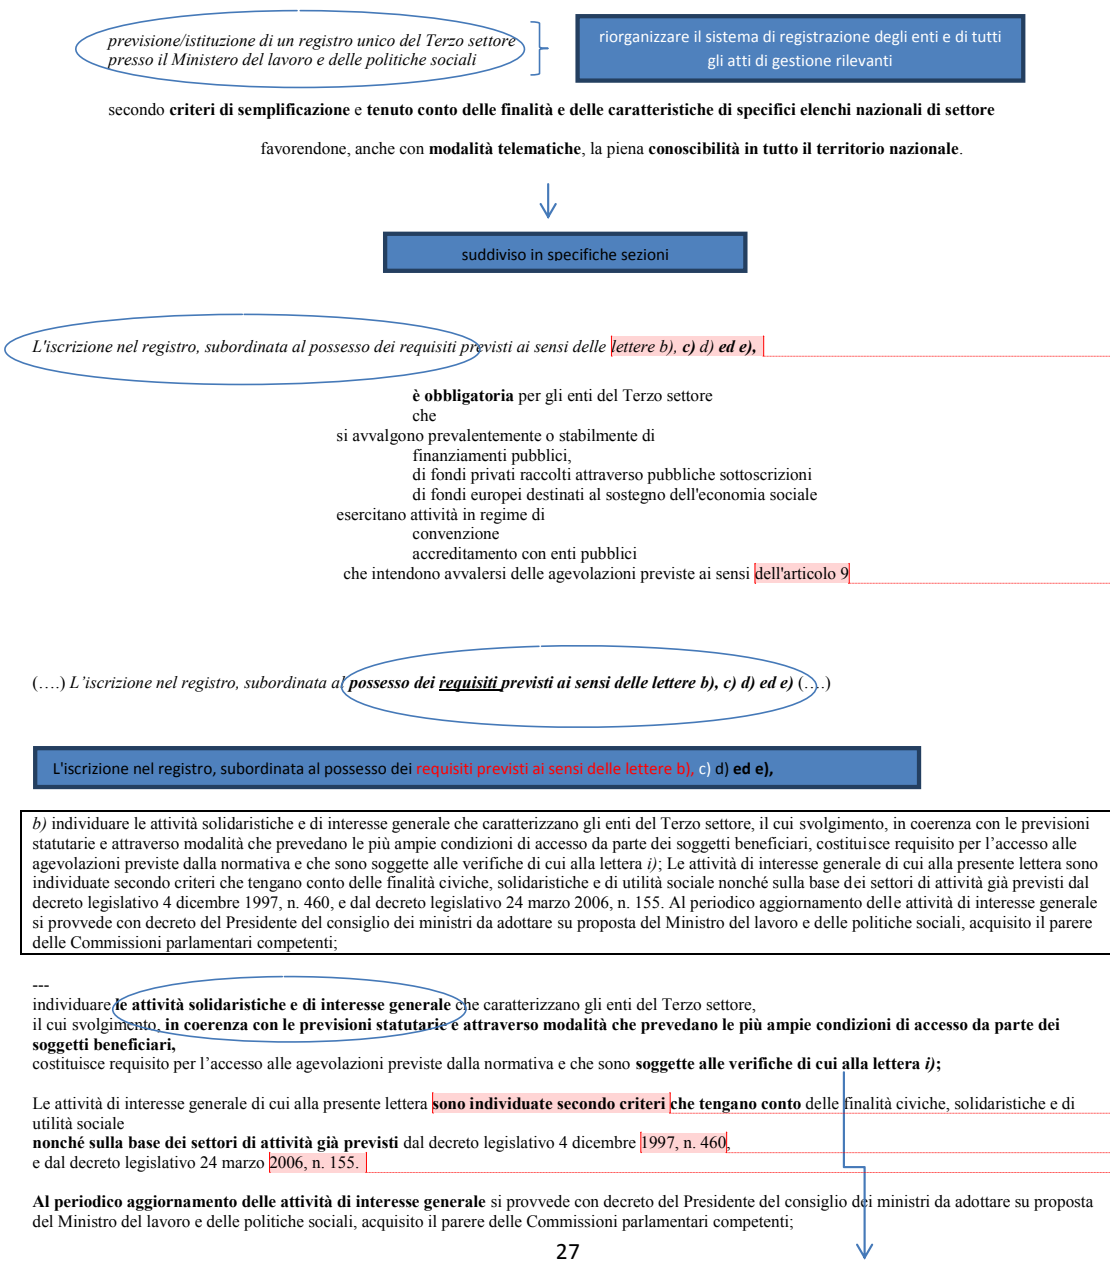 previsione/istituzione di un registro unico del Terzo settore
presso il Ministero del lavoro e delle politiche sociali
riorganizzare il sistema di registrazione degli enti e di tutti
gli atti di gestione rilevanti
secondo criteri di semplificazione e tenuto conto delle finalità e delle caratteristiche di specifici elenchi nazionali di settore
favorendone, anche con modalità telematiche, la piena conoscibilità in tutto il territorio nazionale.
suddiviso in specifiche sezioni
L'iscrizione nel registro, subordinata al possesso dei requisiti previsti ai sensi delle lettere b), c) d) ed e),
è obbligatoria per gli enti del Terzo settore
che
si avvalgono prevalentemente o stabilmente di
finanziamenti pubblici,
di fondi privati raccolti attraverso pubbliche sottoscrizioni
di fondi europei destinati al sostegno dell'economia sociale
esercitano attività in regime di
convenzione
accreditamento con enti pubblici
che intendono avvalersi delle agevolazioni previste ai sensi dell'articolo 9
(….) L'iscrizione nel registro, subordinata al possesso dei requisiti previsti ai sensi delle lettere b), c) d) ed e) (….)
L'iscrizione nel registro, subordinata al possesso dei requisiti previsti ai sensi delle lettere b), c) d) ed e),
b) individuare le attività solidaristiche e di interesse generale che caratterizzano gli enti del Terzo settore, il cui svolgimento, in coerenza con le previsioni
statutarie e attraverso modalità che prevedano le più ampie condizioni di accesso da parte dei soggetti beneficiari, costituisce requisito per l'accesso alle
agevolazioni previste dalla normativa e che sono soggette alle verifiche di cui alla lettera i); Le attività di interesse generale di cui alla presente lettera sono
individuate secondo criteri che tengano conto delle finalità civiche, solidaristiche e di utilità sociale nonché sulla base dei settori di attività già previsti dal
decreto legislativo 4 dicembre 1997, n. 460, e dal decreto legislativo 24 marzo 2006, n. 155. Al periodico aggiornamento delle attività di interesse generale
si provvede con decreto del Presidente del consiglio dei ministri da adottare su proposta del Ministro del lavoro e delle politiche sociali, acquisito il parere
delle Commissioni parlamentari competenti;
---
individuare le attività solidaristiche e di interesse generale che caratterizzano gli enti del Terzo settore,
il cui svolgimento, in coerenza con le previsioni statutarie e attraverso modalità che prevedano le più ampie condizioni di accesso da parte dei
soggetti beneficiari,
costituisce requisito per l'accesso alle agevolazioni previste dalla normativa e che sono soggette alle verifiche di cui alla lettera i);
Le attività di interesse generale di cui alla presente lettera sono individuate secondo criteri che tengano conto delle finalità civiche, solidaristiche e di
utilità sociale
nonché sulla base dei settori di attività già previsti dal decreto legislativo 4 dicembre 1997, n. 460,
e dal decreto legislativo 24 marzo 2006, n. 155.
Al periodico aggiornamento delle attività di interesse generale si provvede con decreto del Presidente del consiglio dei ministri da adottare su proposta
del Ministro del lavoro e delle politiche sociali, acquisito il parere delle Commissioni parlamentari competenti;
27